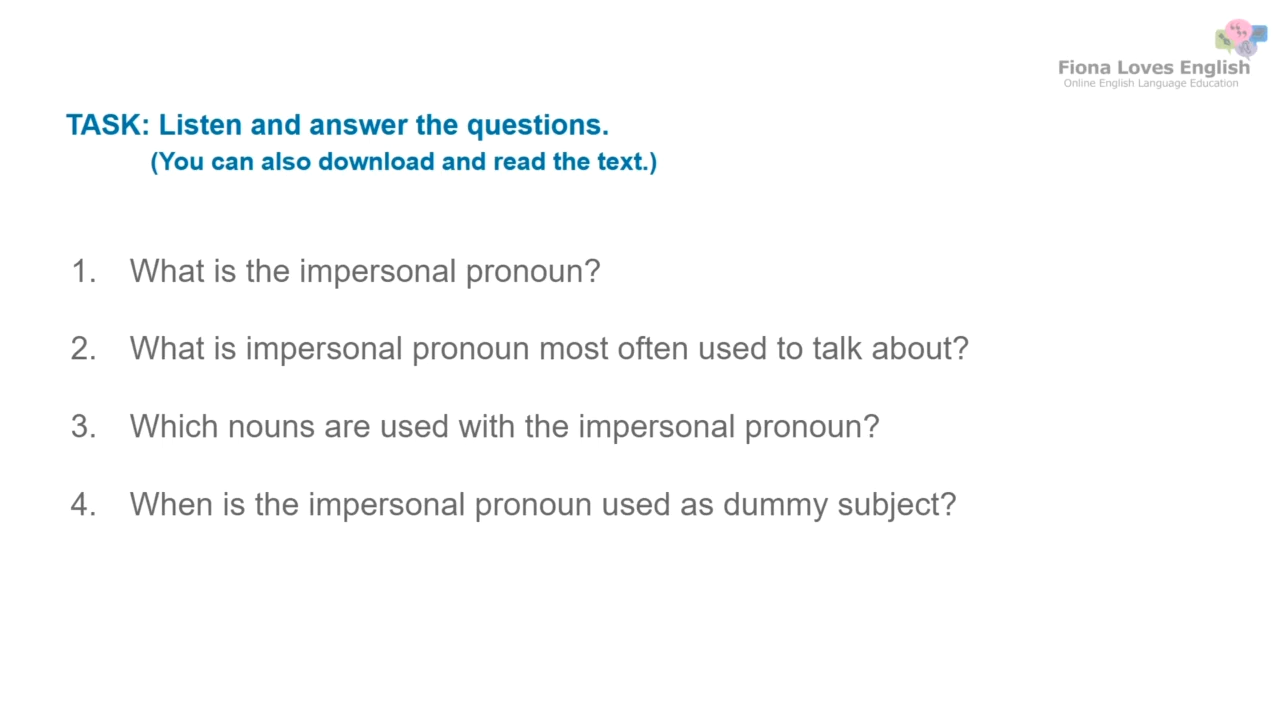 Fiona Loves English
Online English Language Education
TASK: Listen and answer the questions.
(You can also download and read the text.)
1. What is the impersonal pronoun?
2. What is impersonal pronoun most often used to talk about?
3. Which nouns are used with the impersonal pronoun?
4. When is the impersonal pronoun used as dummy subject?